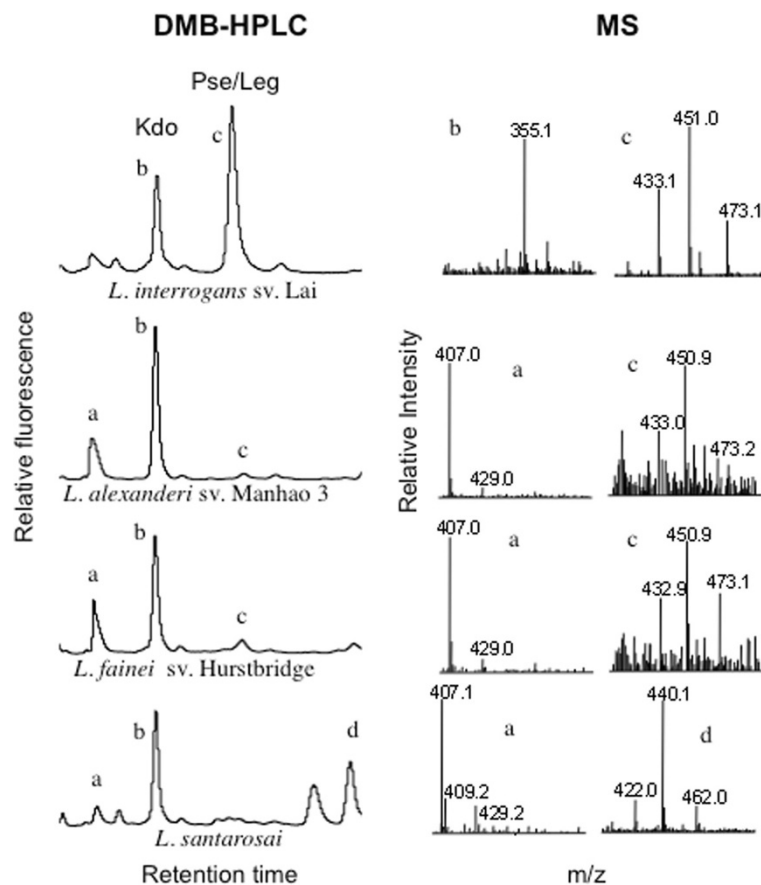 DMB-HPLC
MS
Pse/Leg
Kdo
b
c
L. interrogans sv. Lai
b
355.1
c
433.1
451.0
473.1
a
b
c
L. alexanderi sv. Manhao 3
407.0
a
429.0
c
433.0
450.9
473.2
a
b
c
L. fainei sv. Hurstbridge
407.0
a
429.0
c
432.9
450.9
473.1
a
b
d
L. santarosai
407.1
a
409.2
429.2
440.1
d
422.0
462.0
Relative fluorescence
Relative Intensity
Retention time
m/z